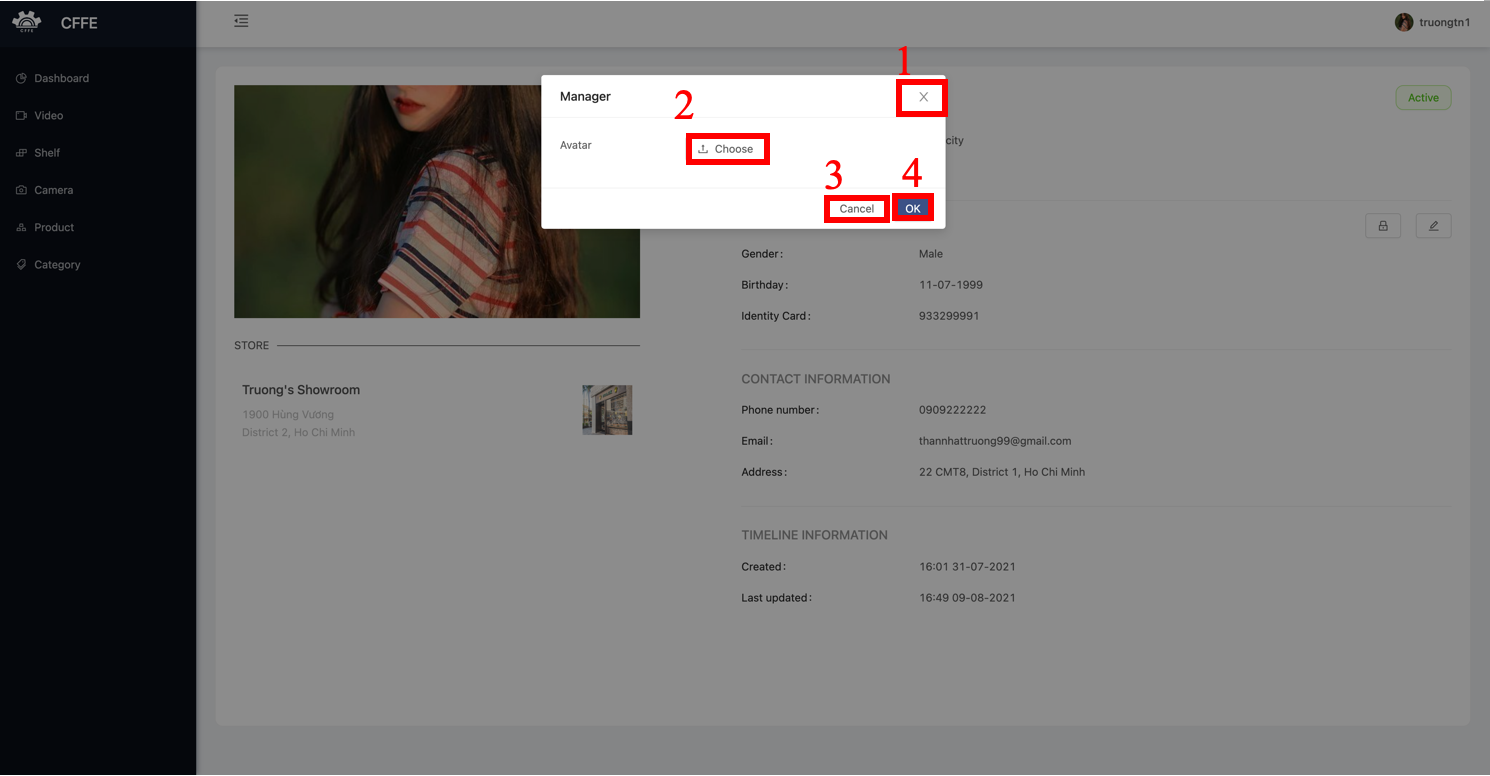 CFFE
CFFE
truongtn1
Dashboard
Video
Shelf
Camera
Product
Category
1
Manager
2
Avatar
Choose
3
4
Cancel
OK
Active
city
Gender:
Male
Birthday:
11-07-1999
Identity Card:
933299991
STORE
Truong's Showroom
1900 Hùng Vương
District 2, Ho Chi Minh
CONTACT INFORMATION
Phone number:
0909222222
Email:
thannhattruong99@gmail.com
Address:
22 CMT8, District 1, Ho Chi Minh
TIMELINE INFORMATION
Created:
16:01 31-07-2021
Last updated:
16:49 09-08-2021